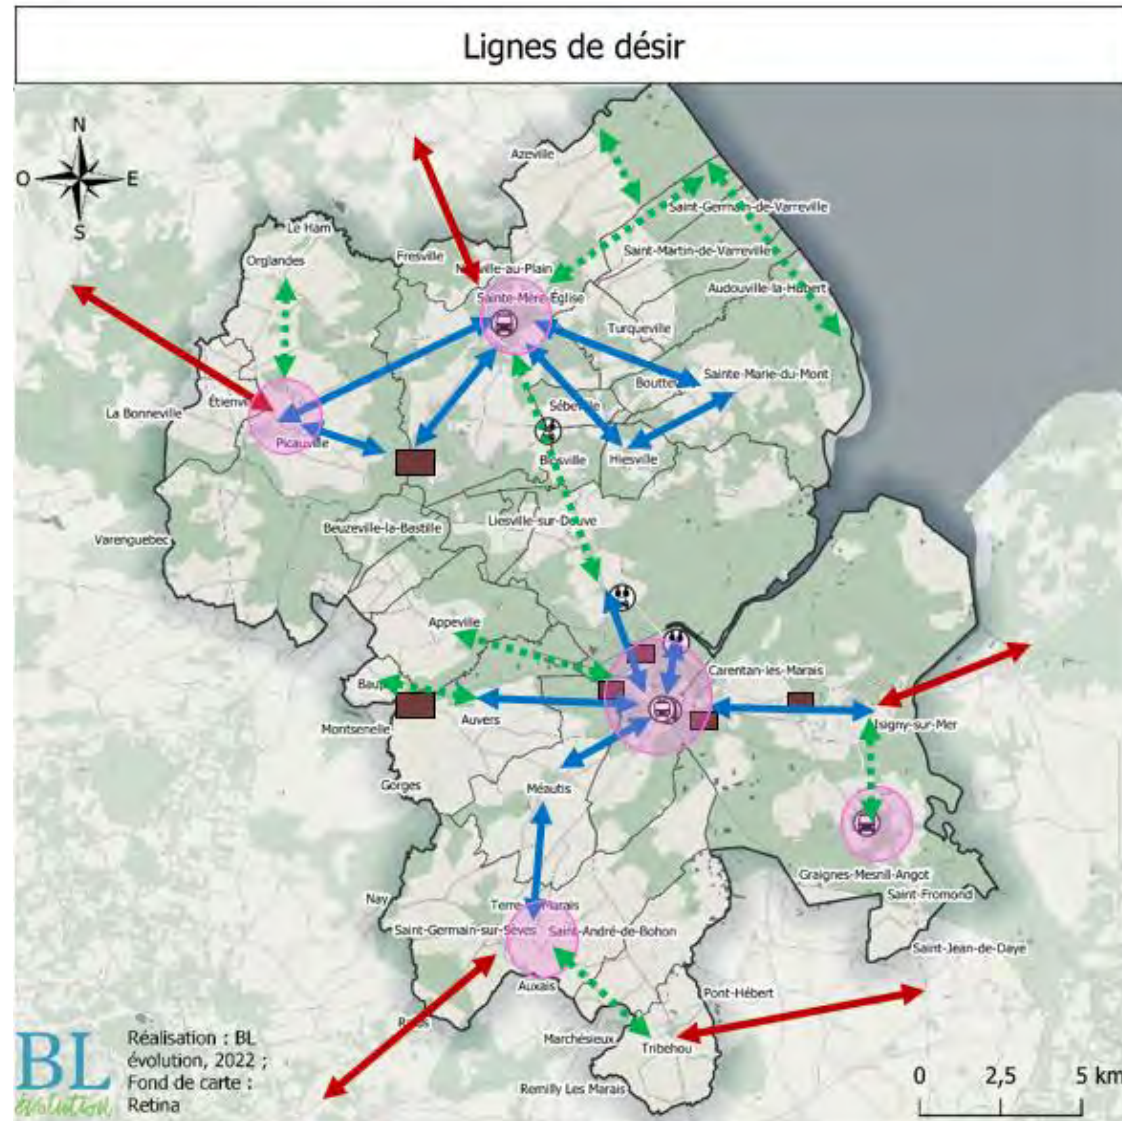 Lignes de désir
N
O
E
S
Azeville
Saint-Germain-de-Varreville
Le Ham
Orglandes
Fresville
Saint-Martin-de-Varreville
Audouville-la-Hubert
Sainte-Mère-Église
Turqueville
Sainte-Marie-du-Mont
La Bonneville
Picauville
Blosville
Hiesville
Liesville-sur-Douve
Beuzeville-la-Bastille
Varenguebec
Appeville
Carentan-les-Marais
Auvers
Montsenelle
Isigny-sur-Mer
Gorges
Méautis
Graignes-Mesnil-Angot
Saint-Fromond
Nay
Saint-Germain-sur-Sèves
Saint-André-de-Bohon
Saint-Jean-de-Daye
Auxais
Pont-Hébert
Marchésieux
Tribehou
Remilly Les Marais
BL
évolution
Réalisation : BL
évolution, 2022 ;
Fond de carte :
Retina
0 2,5 5 km